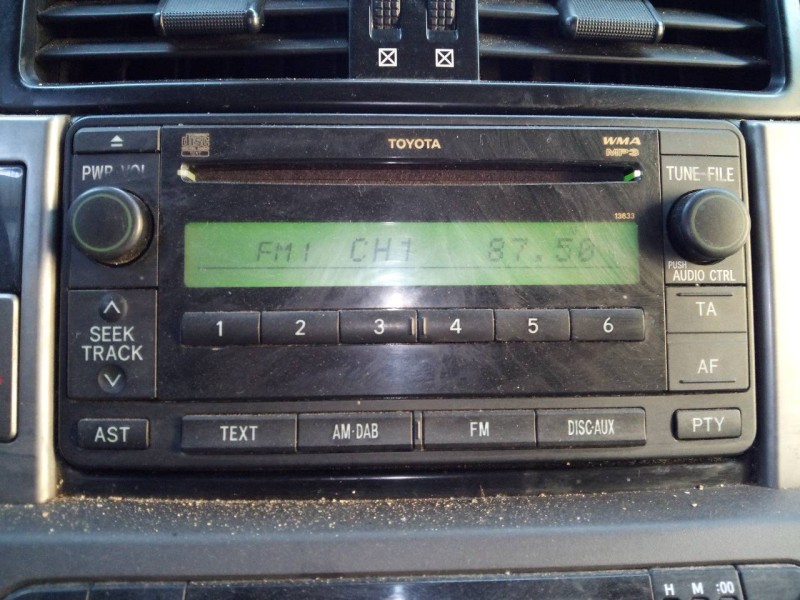 TOYOTA
WMA
MP3
TEXT
PWR·VOL
TUNE·FILE
13833
FM1 CH1 87.50
PUSH
AUDIO CTRL
1 2 3 4 5 6
SEEK
TRACK
TA
AF
AST TEXT AM·DAB FM DISC·AUX PTY
H M :00